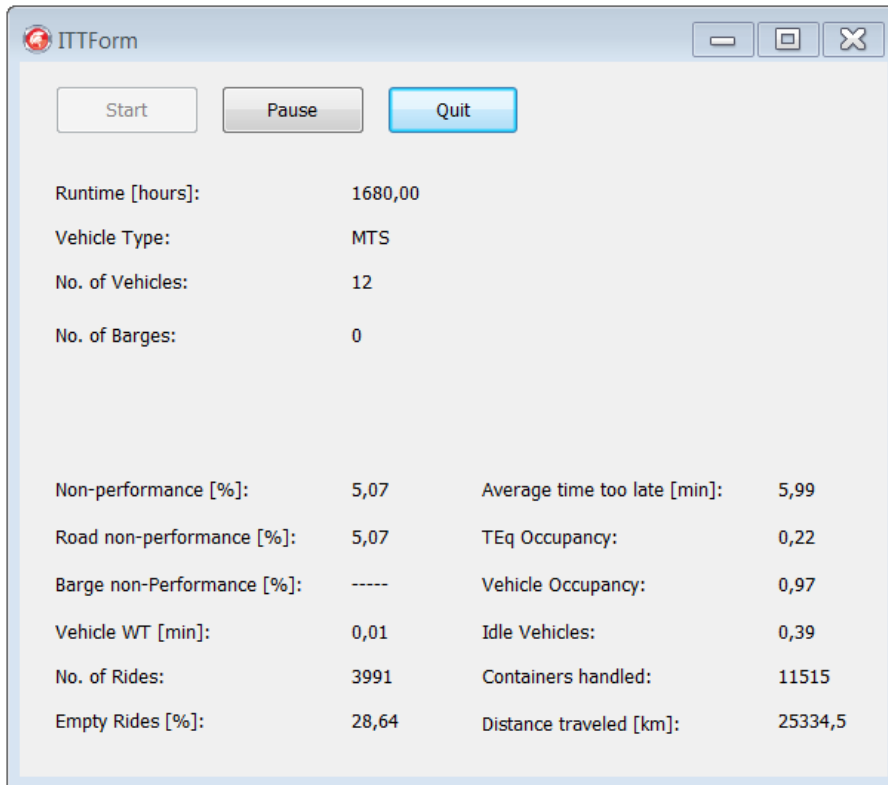 ITTForm
Start Pause Quit
Runtime [hours]: 1680,00
Vehicle Type: MTS
No. of Vehicles: 12
No. of Barges: 0
Non-performance [%]: 5,07 Average time too late [min]: 5,99
Road non-performance [%]: 5,07 TEq Occupancy: 0,22
Barge non-Performance [%]: ----- Vehicle Occupancy: 0,97
Vehicle WT [min]: 0,01 Idle Vehicles: 0,39
No. of Rides: 3991 Containers handled: 11515
Empty Rides [%]: 28,64 Distance traveled [km]: 25334,5